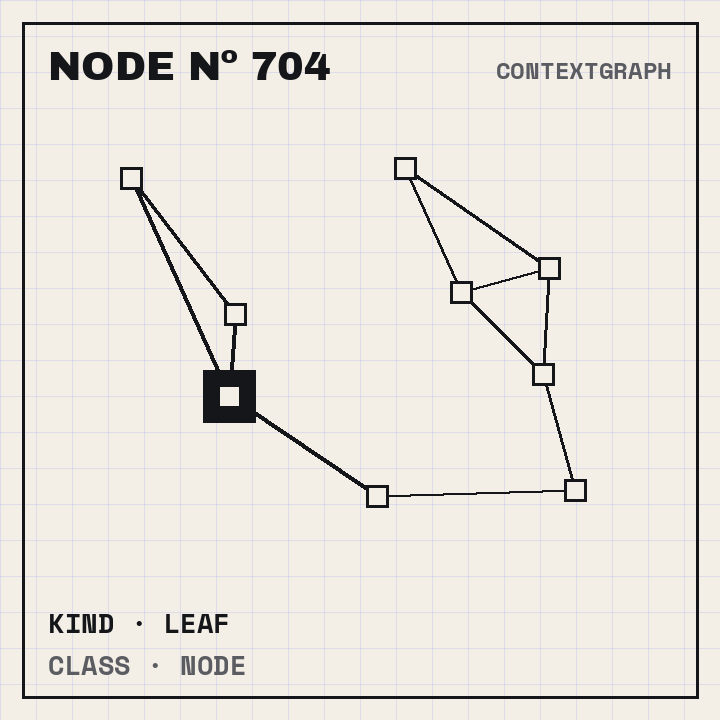 NODE Nº 704
CONTEXTGRAPH
KIND · LEAF
CLASS · NODE